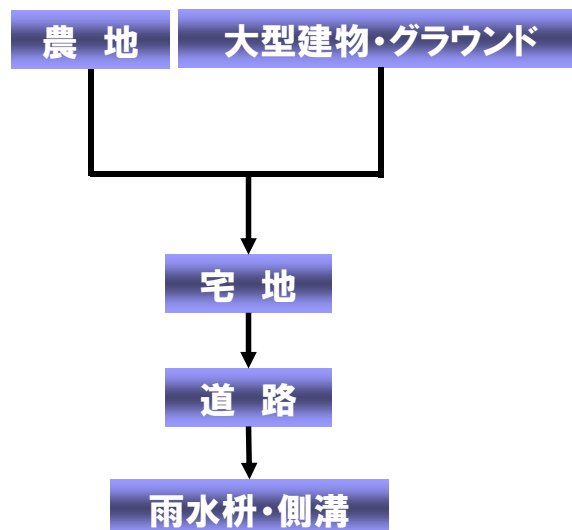 農　地
大型建物・グラウンド
宅　地
道　路
雨水枡・側溝